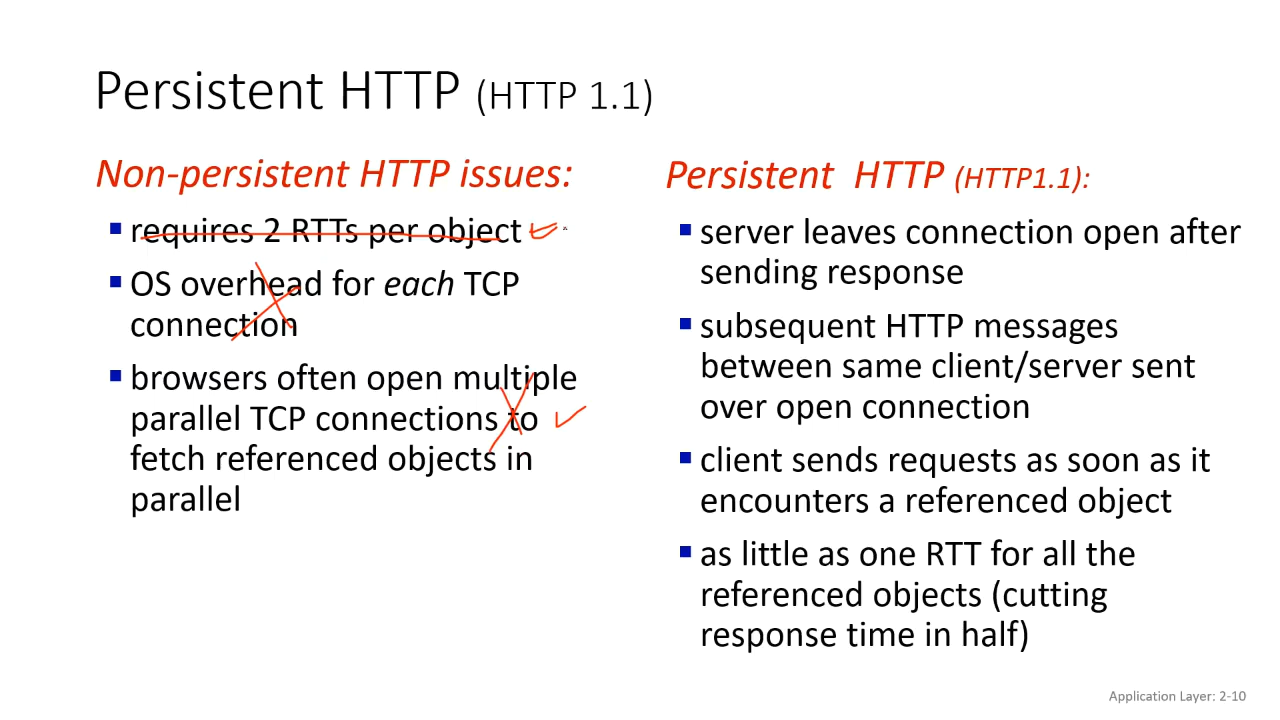 Persistent HTTP (HTTP 1.1)
Non-persistent HTTP issues:
▪ requires 2 RTTs per object
▪ OS overhead for each TCP
connection
▪ browsers often open multiple
parallel TCP connections to
fetch referenced objects in
parallel
Persistent HTTP (HTTP1.1):
▪ server leaves connection open after
sending response
▪ subsequent HTTP messages
between same client/server sent
over open connection
▪ client sends requests as soon as it
encounters a referenced object
▪ as little as one RTT for all the
referenced objects (cutting
response time in half)
Application Layer: 2-10